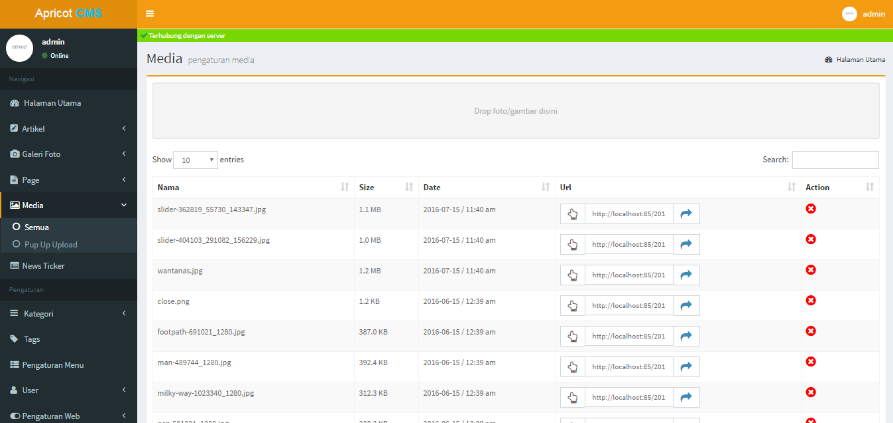 Apricot CMS
admin
Terhubung dengan server
admin
Online
Navigasi
Halaman Utama
Artikel
Galeri Foto
Page
Media
Semua
Pup Up Upload
News Ticker
Pengaturan
Kategori
Tags
Pengaturan Menu
User
Pengaturan Web
Media pengaturan media
Halaman Utama
Drop foto/gambar disini
Show 10 entries
Search:
Nama Size Date Url Action
slider-362819_55730_143347.jpg 1.1 MB 2016-07-15 / 11:40 am http://localhost:85/201
slider-404103_291082_156229.jpg 1.0 MB 2016-07-15 / 11:40 am http://localhost:85/201
wantanas.jpg 1.2 MB 2016-07-15 / 11:40 am http://localhost:85/201
close.png 1.2 KB 2016-06-15 / 12:39 am http://localhost:85/201
footpath-691021_1280.jpg 387.0 KB 2016-06-15 / 12:39 am http://localhost:85/201
man-489744_1280.jpg 392.4 KB 2016-06-15 / 12:39 am http://localhost:85/201
milky-way-1023340_1280.jpg 312.3 KB 2016-06-15 / 12:39 am http://localhost:85/201